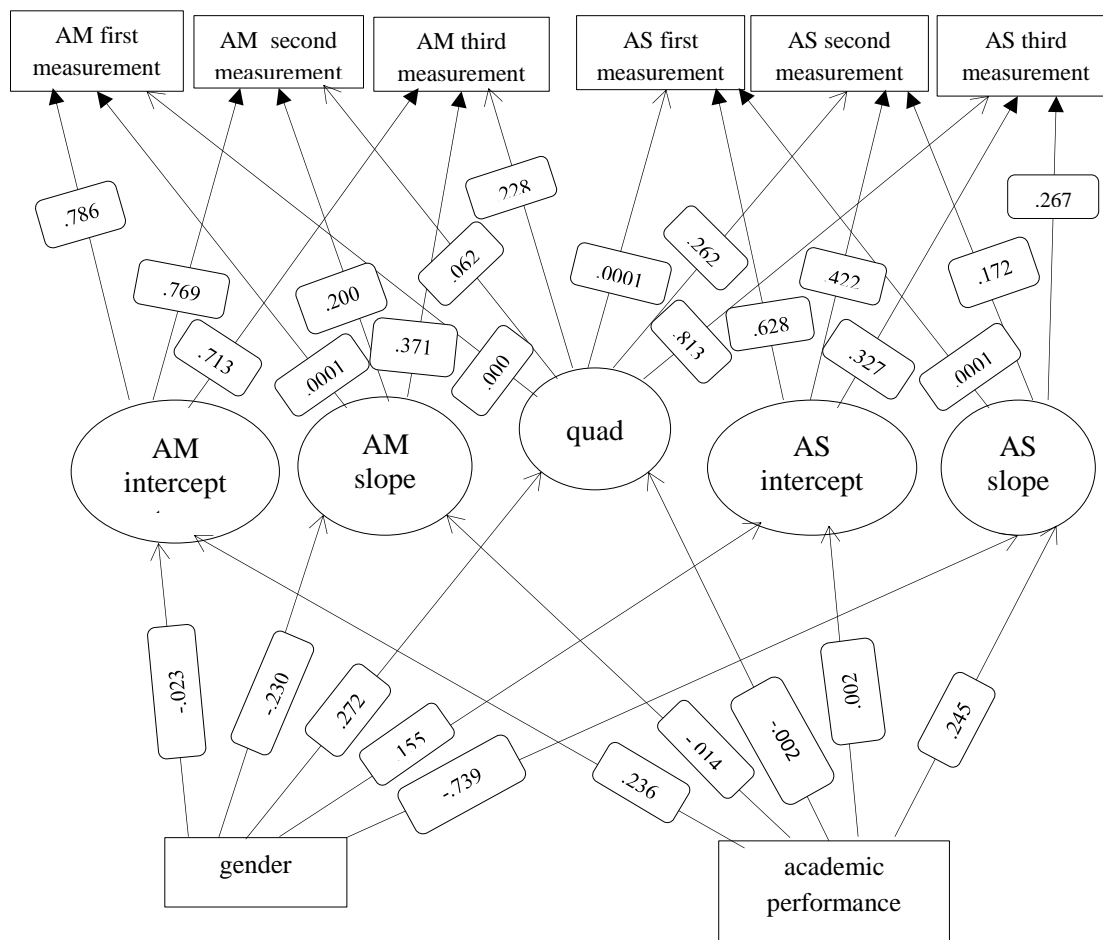 AM first
measurement
AM second
measurement
AM third
measurement
AS first
measurement
AS second
measurement
AS third
measurement
.786
.769
.713
.0001
.200
.371
.062
.000
228
.0001
.262
.813
.628
.422
.327
.172
.0001
.267
AM
intercept
AM
slope
quad
AS
intercept
AS
slope
-.023
-.230
.272
155
-.739
.236
-.014
-.002
.002
.245
gender
academic
performance